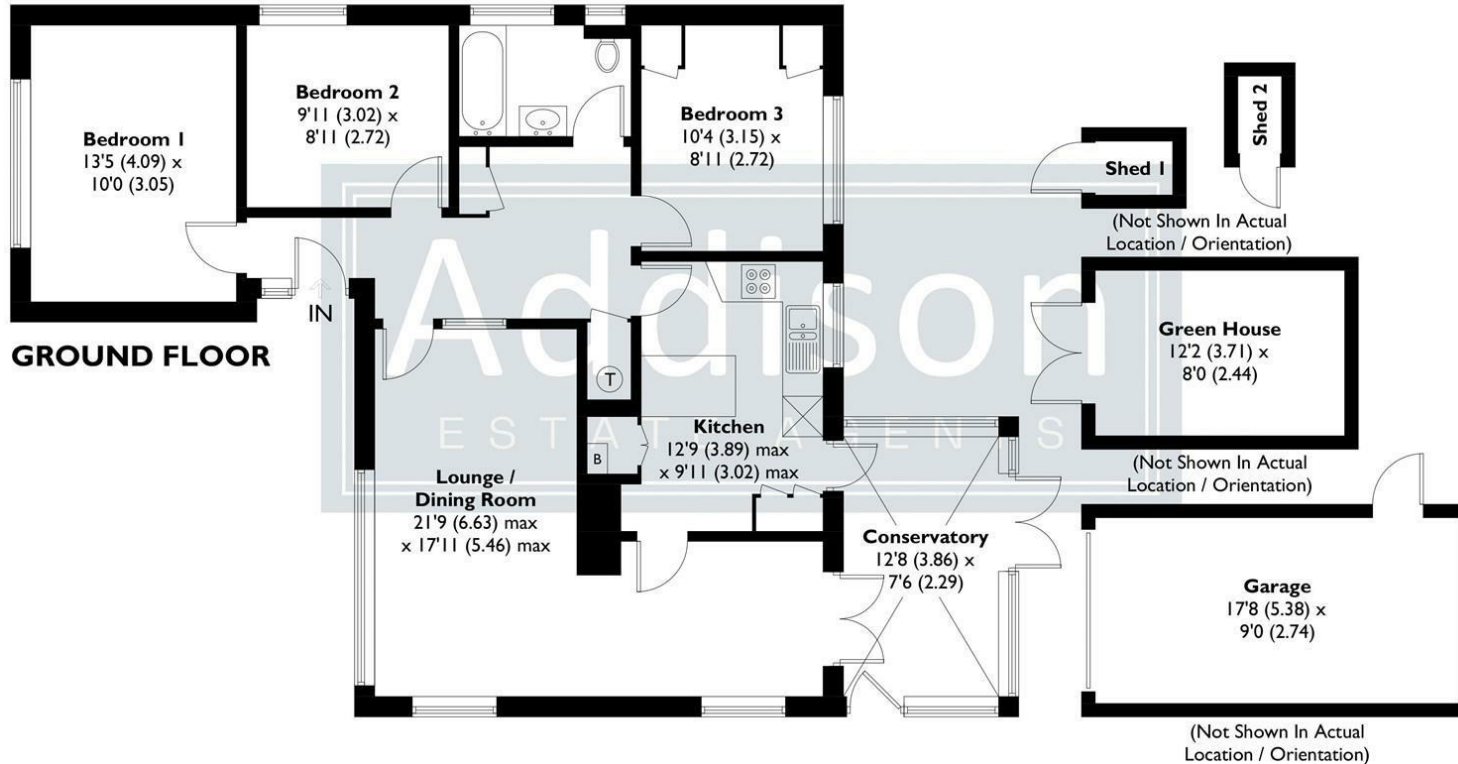 Bedroom 1
13'5 (4.09) x
10'0 (3.05)
Bedroom 2
9'11 (3.02) x
8'11 (2.72)
Bedroom 3
10'4 (3.15) x
8'11 (2.72)
Shed 1
(Not Shown In Actual
Location / Orientation)
Shed 2
IN
GROUND FLOOR
Addison
ESTATE AGENTS
T
B
Kitchen
12'9 (3.89) max
x 9'11 (3.02) max
Lounge /
Dining Room
21'9 (6.63) max
x 17'11 (5.46) max
Conservatory
12'8 (3.86) x
7'6 (2.29)
Green House
12'2 (3.71) x
8'0 (2.44)
(Not Shown In Actual
Location / Orientation)
Garage
17'8 (5.38) x
9'0 (2.74)
(Not Shown In Actual
Location / Orientation)